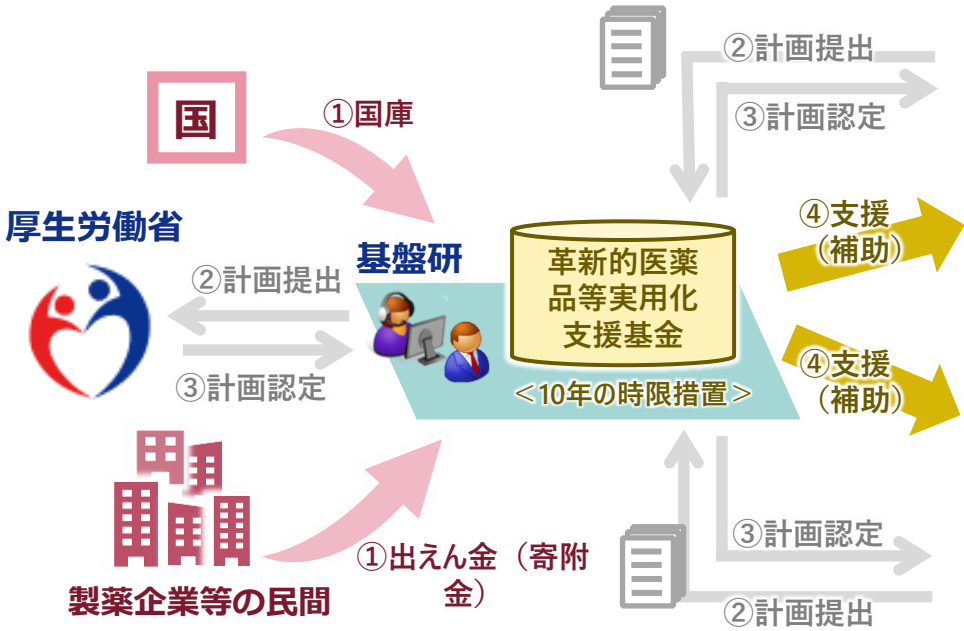 ②計画提出
③計画認定
国
①国庫
厚生労働省
基盤研
②計画提出
③計画認定
革新的医薬
品等実用化
支援基金
<10年の時限措置>
④支援
(補助)
④支援
(補助)
製薬企業等の民間
①出えん金(寄附
金)
③計画認定
②計画提出